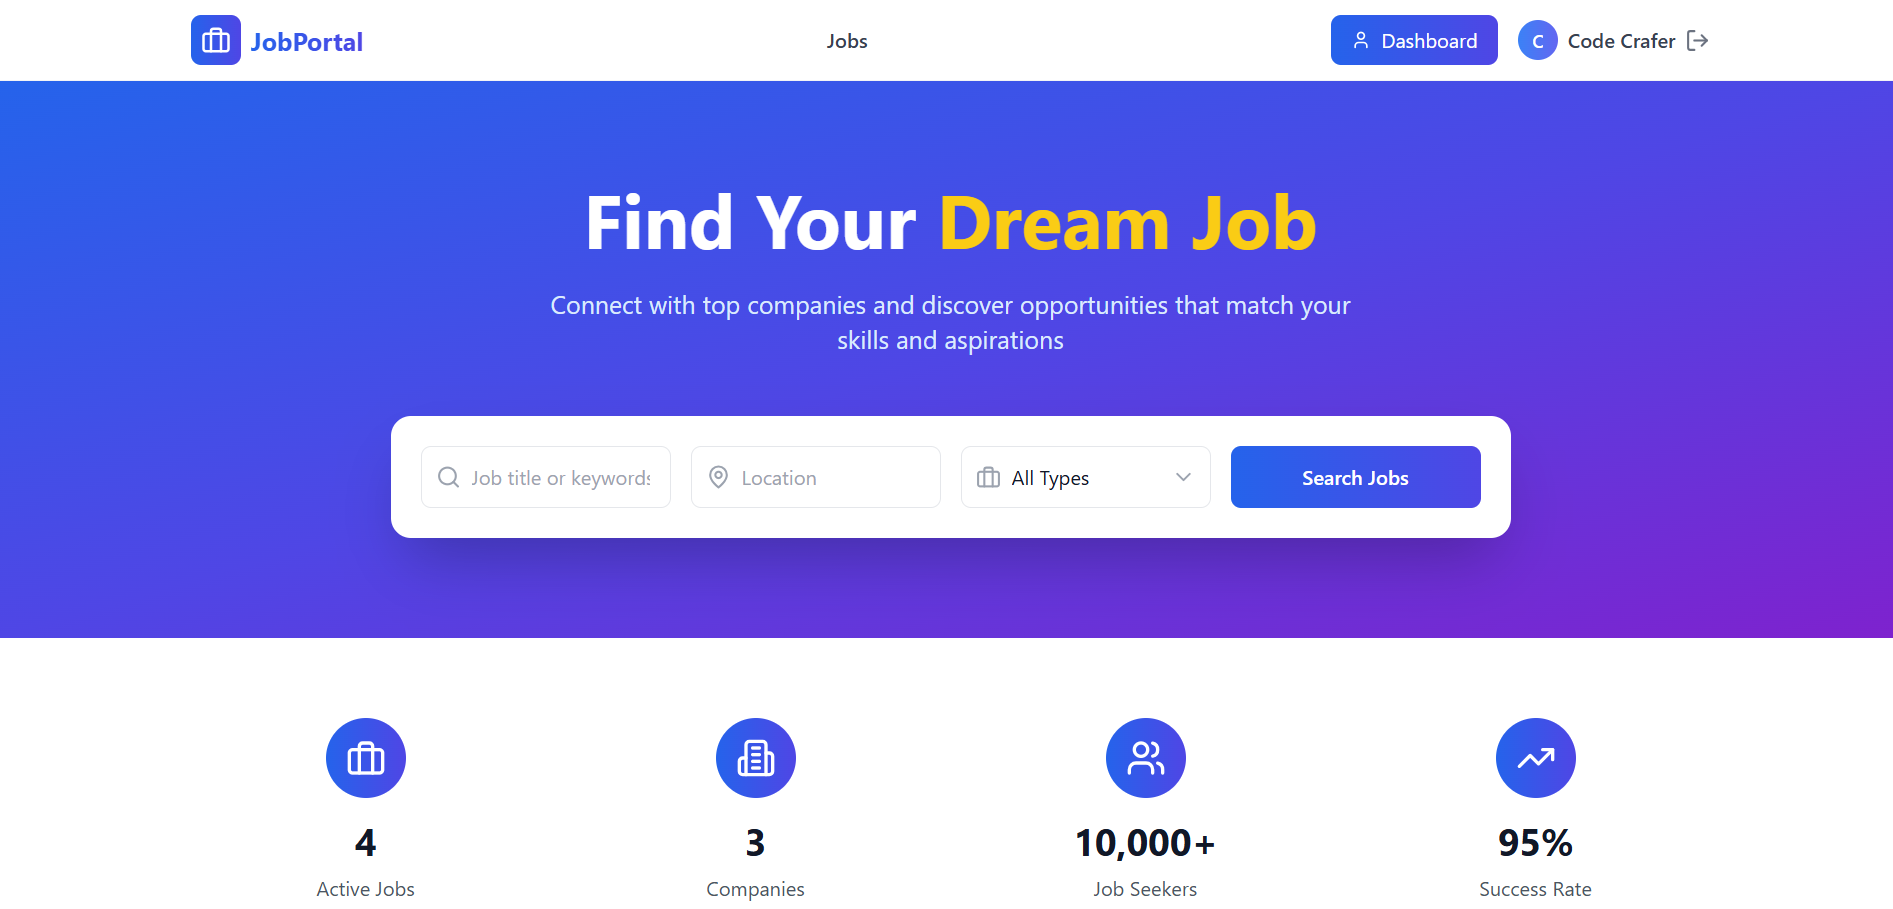 JobPortal
Jobs
Dashboard
C
Code Crafer
Find Your Dream Job
Connect with top companies and discover opportunities that match your
skills and aspirations
Job title or keywords
Location
All Types
Search Jobs
4
Active Jobs
3
Companies
10,000+
Job Seekers
95%
Success Rate